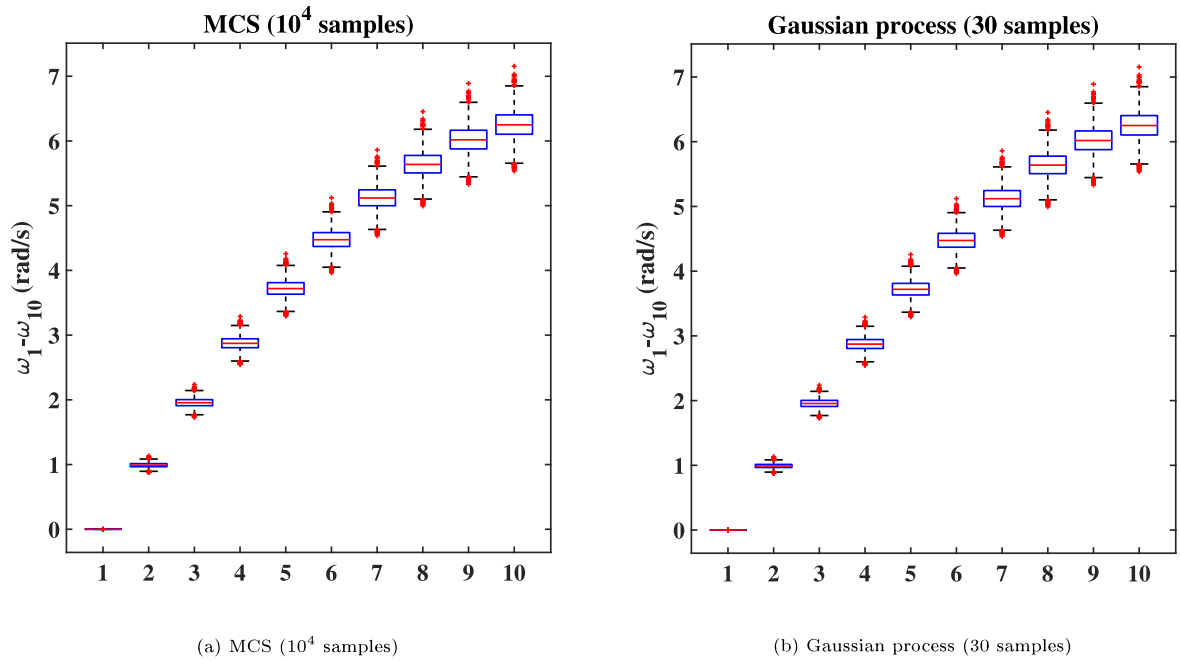 MCS (10⁴ samples)
7
6
5
4
3
2
1
0
ω₁-ω₁₀ (rad/s)
1 2 3 4 5 6 7 8 9 10
(a) MCS (10⁴ samples)
Gaussian process (30 samples)
7
6
5
4
3
2
1
0
ω₁-ω₁₀ (rad/s)
1 2 3 4 5 6 7 8 9 10
(b) Gaussian process (30 samples)